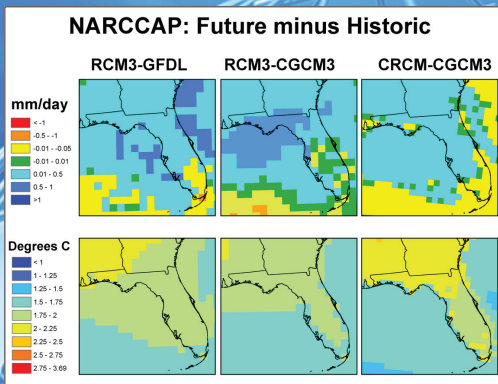 NARCCAP: Future minus Historic
RCM3-GFDL
RCM3-CGCM3
CRCM-CGCM3
mm/day
< -1
-0.5 - -1
-0.01 - -0.05
-0.01 - 0.01
0.01 - 0.5
0.5 - 1
>1
Degrees C
< 1
1 - 1.25
1.25 - 1.5
1.5 - 1.75
1.75 - 2
2 - 2.25
2.25 - 2.5
2.5 - 2.75
2.75 - 3.69